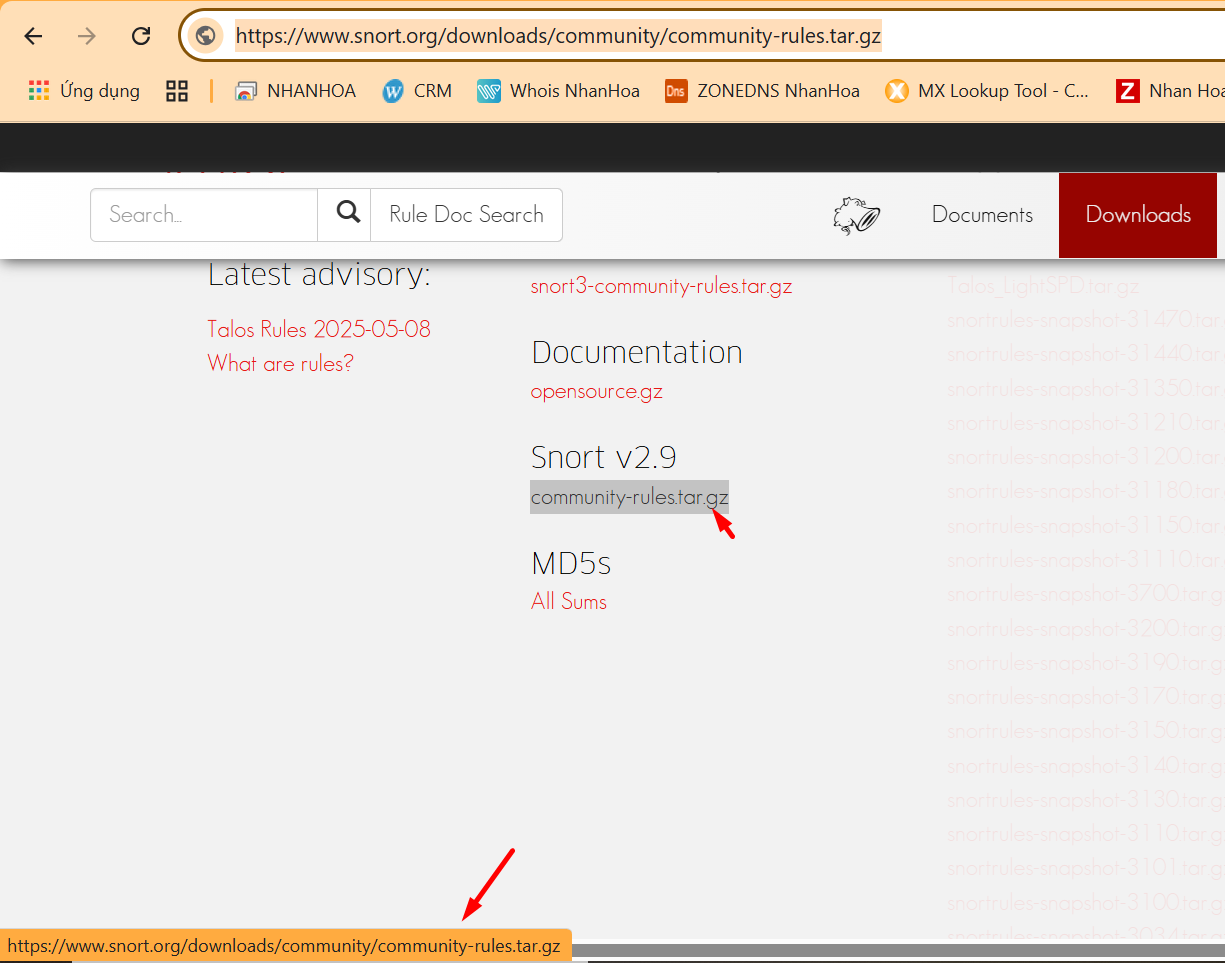 https://www.snort.org/downloads/community/community-rules.tar.gz
Ứng dụng NHANHOA CRM Whois NhanHoa Dns ZONEDNS NhanHoa MX Lookup Tool - C... Z Nhan Hoa
Search... Rule Doc Search Documents Downloads
Latest advisory:
Talos Rules 2025-05-08
What are rules?
snort3-community-rules.tar.gz
Documentation
opensource.gz
Snort v2.9
community-rules.tar.gz
MD5s
All Sums
Talos_LightSPD.tar.gz
snortrules-snapshot-31470.tar.
snortrules-snapshot-31440.tar.
snortrules-snapshot-31350.tar.
snortrules-snapshot-31210.tar.
snortrules-snapshot-31200.tar.
snortrules-snapshot-31180.tar.
snortrules-snapshot-31150.tar.
snortrules-snapshot-31110.tar.
snortrules-snapshot-3700.tar.g
snortrules-snapshot-3200.tar.g
snortrules-snapshot-3190.tar.g
snortrules-snapshot-3170.tar.g
snortrules-snapshot-3150.tar.g
snortrules-snapshot-3140.tar.g
snortrules-snapshot-3130.tar.g
snortrules-snapshot-3110.tar.g
snortrules-snapshot-3101.tar.g
snortrules-snapshot-3100.tar.g
snortrules-snapshot-3034.tar.g
https://www.snort.org/downloads/community/community-rules.tar.gz